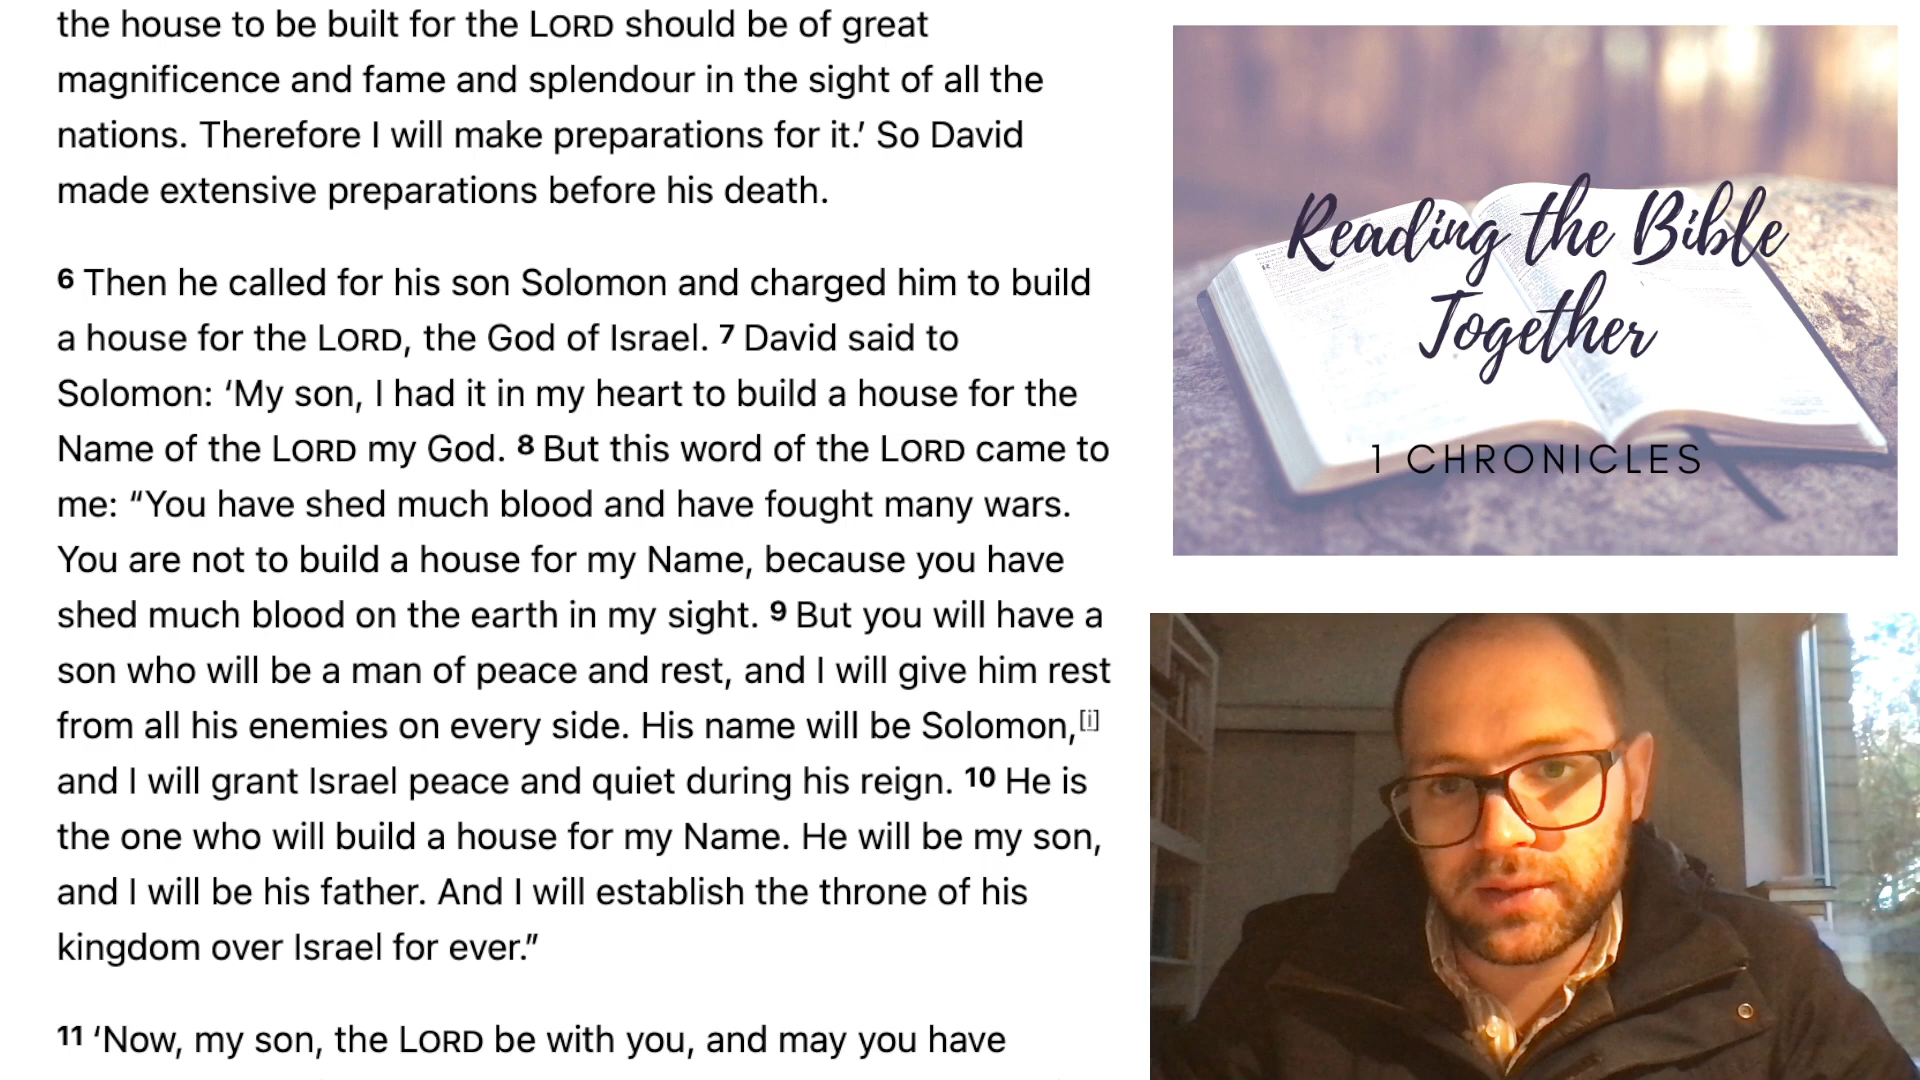 the house to be built for the LORD should be of great
magnificence and fame and splendour in the sight of all the
nations. Therefore I will make preparations for it.’ So David
made extensive preparations before his death.
6 Then he called for his son Solomon and charged him to build
a house for the LORD, the God of Israel. 7 David said to
Solomon: ‘My son, I had it in my heart to build a house for the
Name of the LORD my God. 8 But this word of the LORD came to
me: “You have shed much blood and have fought many wars.
You are not to build a house for my Name, because you have
shed much blood on the earth in my sight. 9 But you will have a
son who will be a man of peace and rest, and I will give him rest
from all his enemies on every side. His name will be Solomon,[i]
and I will grant Israel peace and quiet during his reign. 10 He is
the one who will build a house for my Name. He will be my son,
and I will be his father. And I will establish the throne of his
kingdom over Israel for ever.”
11 ‘Now, my son, the LORD be with you, and may you have
Reading the Bible
Together
1 CHRONICLES